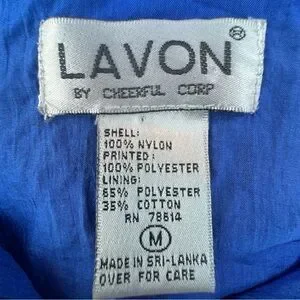 LAVON®
BY CHEERFUL CORP
SHELL:
100% NYLON
PRINTED:
100% POLYESTER
LINING:
65% POLYESTER
35% COTTON
RN 78614
M
MADE IN SRI-LANKA
OVER FOR CARE